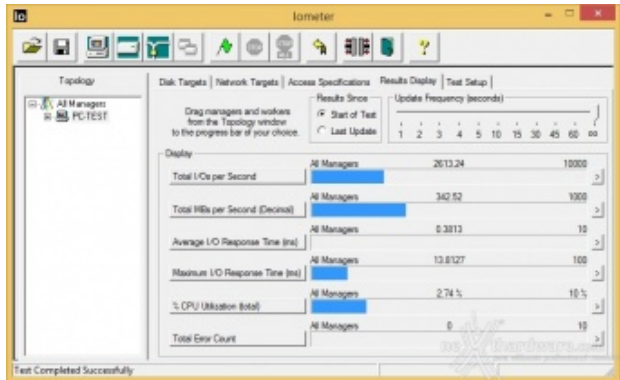 Io
Iometer
Topology
Disk Targets | Network Targets | Access Specifications | Results Display | Test Setup |
All Managers
PC-TEST
Drag managers and workers
from the Topology window
to the progress bar of your choice.
Results Since
Start of Test
Last Update
Update Frequency (seconds)
1 2 3 4 5 10 15 30 45 60 ∞
Display
All Managers 2613.24 10000
Total I/Os per Second
All Managers 342.52 1000
Total MBs per Second (Decimal)
All Managers 0.3813 10
Average I/O Response Time (ms)
All Managers 13.8127 100
Maximum I/O Response Time (ms)
All Managers 2.74 % 10 %
% CPU Utilization (total)
All Managers 0 10
Total Error Count
Test Completed Successfully